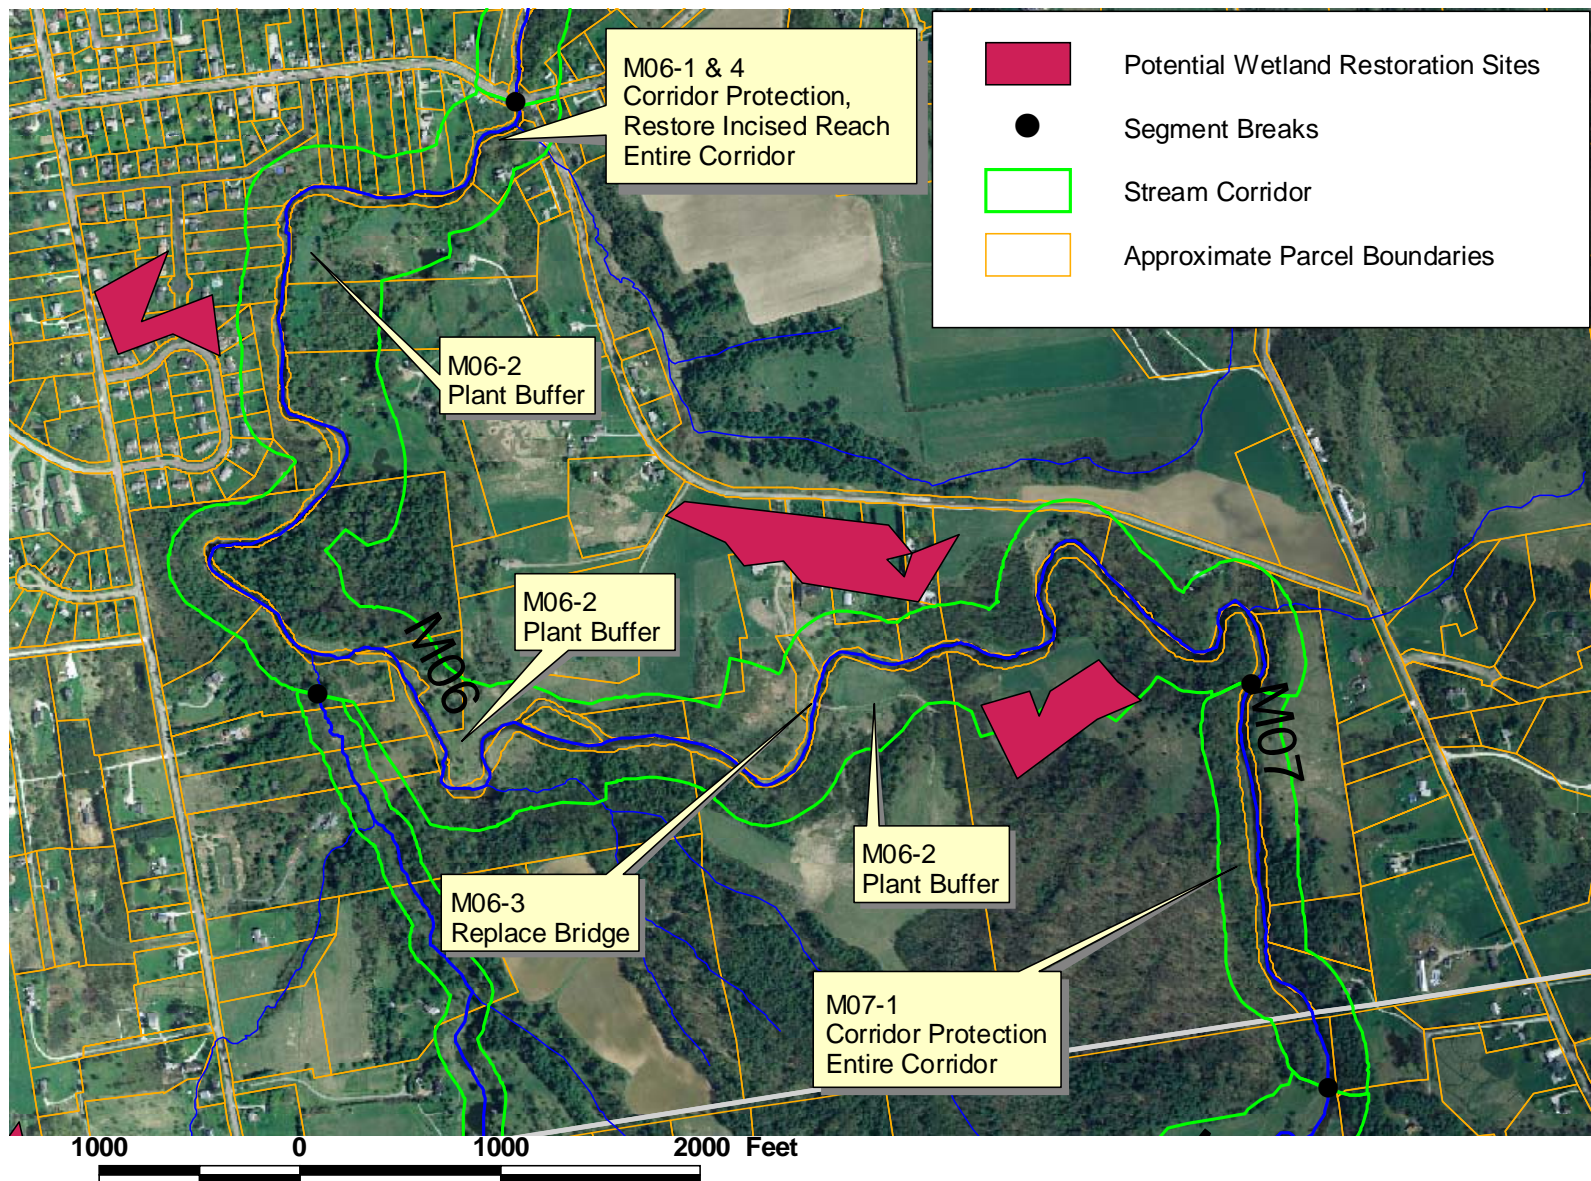 M06-1 & 4
Corridor Protection,
Restore Incised Reach
Entire Corridor
Potential Wetland Restoration Sites
Segment Breaks
Stream Corridor
Approximate Parcel Boundaries
M06-2
Plant Buffer
M06-2
Plant Buffer
M06
M07
M06-2
Plant Buffer
M06-3
Replace Bridge
M07-1
Corridor Protection
Entire Corridor
1000 0 1000 2000 Feet